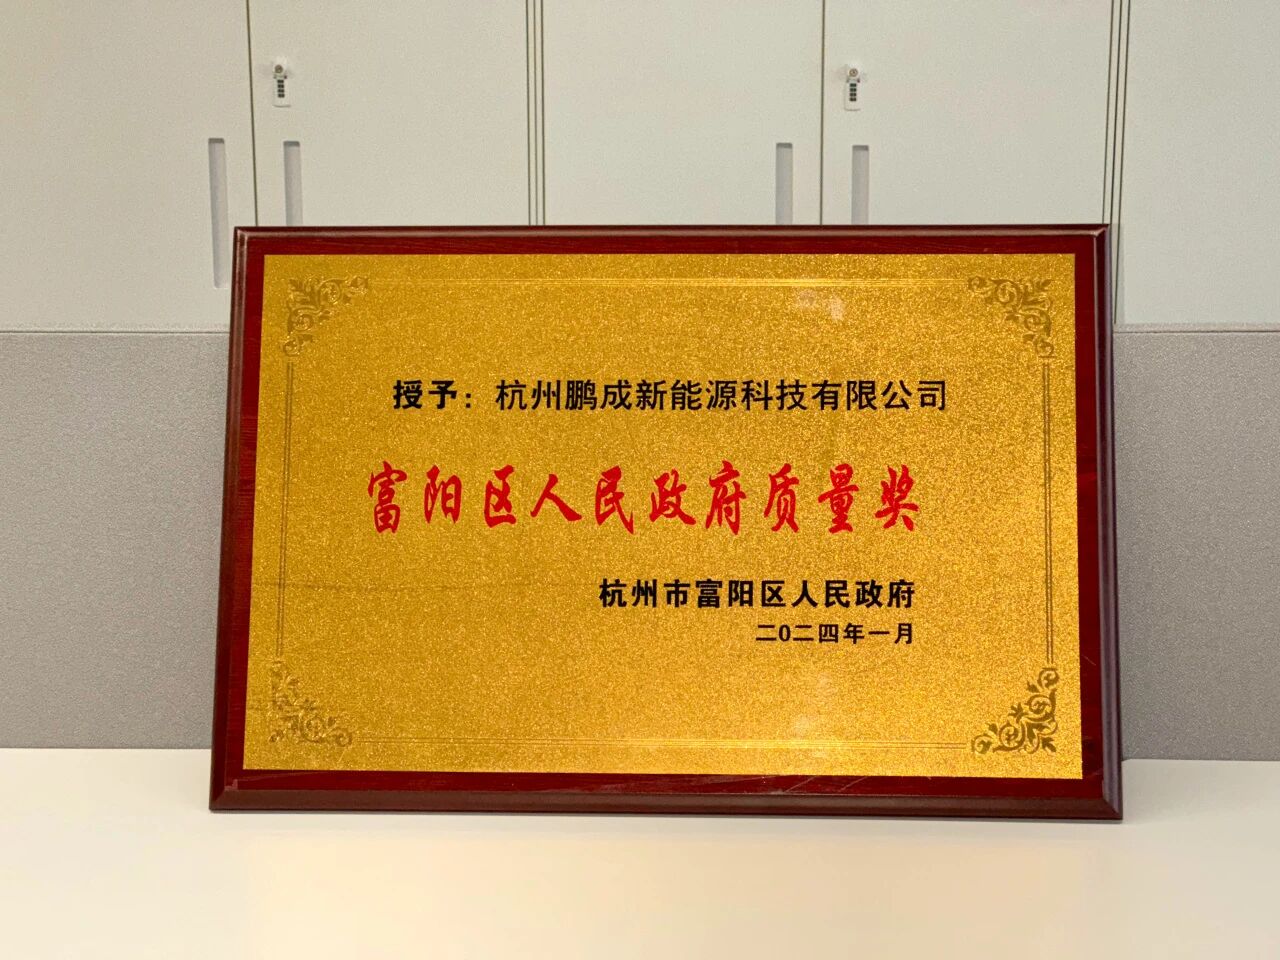 授予：杭州鹏成新能源科技有限公司
富阳区人民政府质量奖
杭州市富阳区人民政府
二0二四年一月